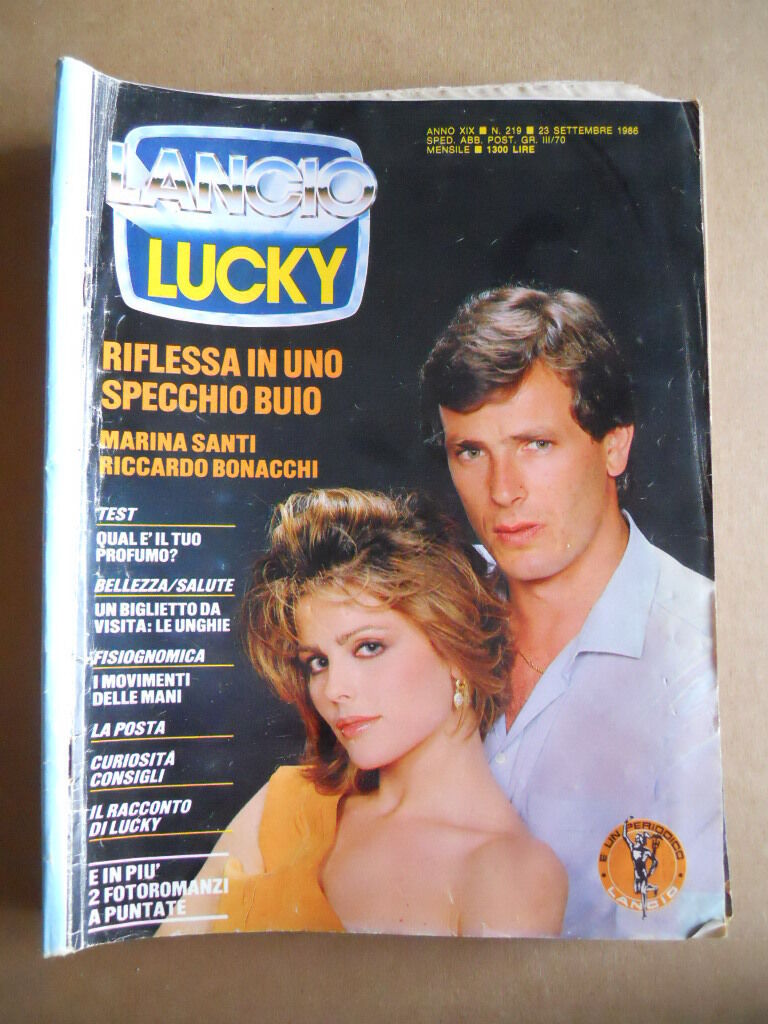 ANNO XIX ■ N. 219 ■ 23 SETTEMBRE 1986
SPED. ABB. POST. GR. III/70
MENSILE ■ 1300 LIRE
LANCIO
LUCKY
RIFLESSA IN UNO
SPECCHIO BUIO
MARINA SANTI
RICCARDO BONACCHI
TEST
QUAL E' IL TUO
PROFUMO?
BELLEZZA/SALUTE
UN BIGLIETTO DA
VISITA: LE UNGHIE
FISIOGNOMICA
I MOVIMENTI
DELLE MANI
LA POSTA
CURIOSITÀ
CONSIGLI
IL RACCONTO
DI LUCKY
E IN PIU'
2 FOTOROMANZI
A PUNTATE
E UN PERIODICO
LANCIO